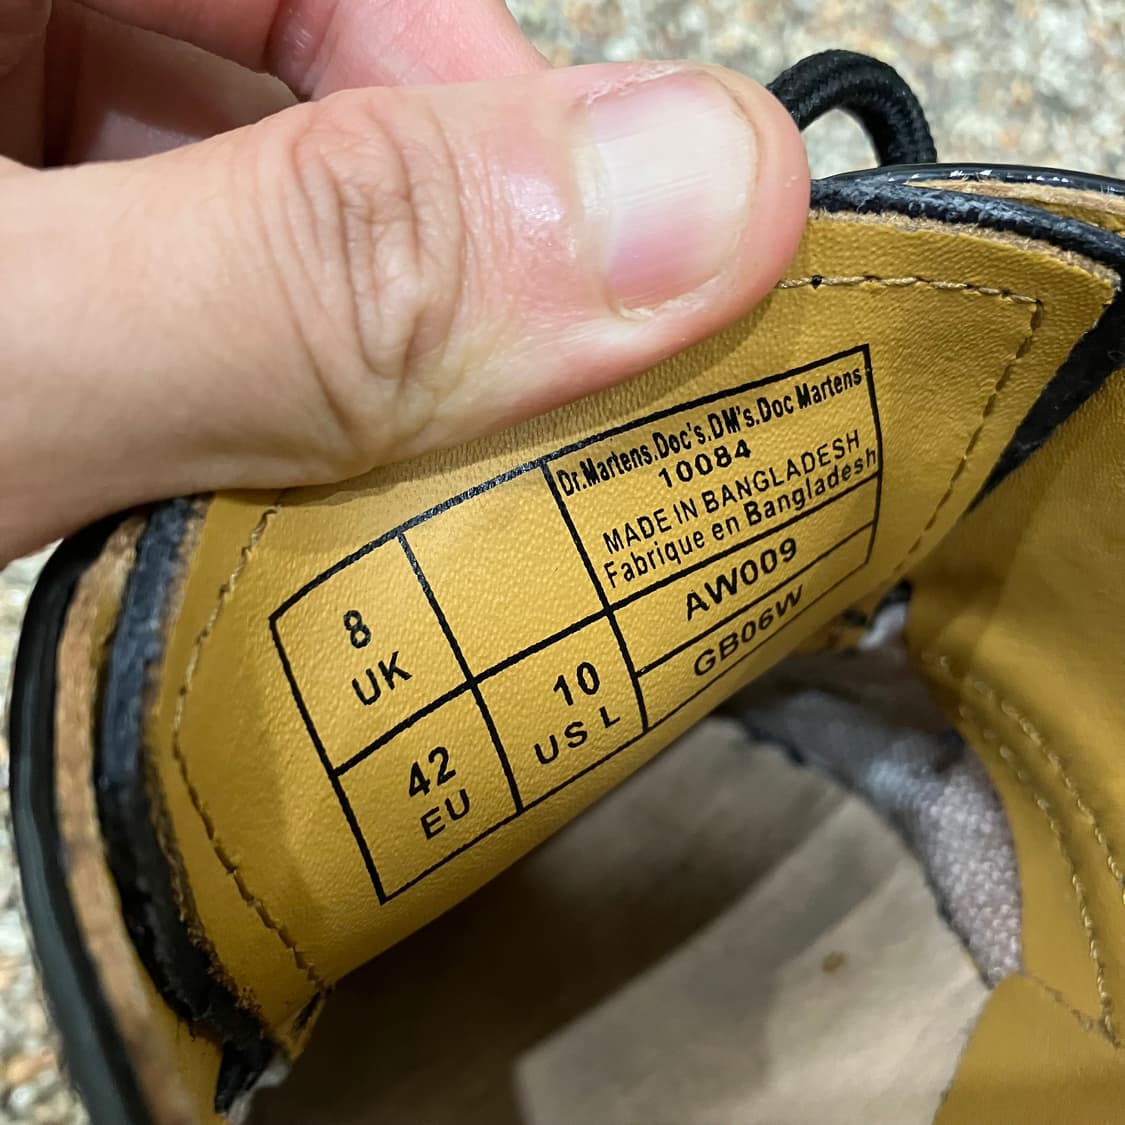 Dr.Martens.Doc's.DM's.Doc Martens
10084
MADE IN BANGLADESH
Fabrique en Bangladesh
AW009
GB06W
8
UK
10
US L
42
EU